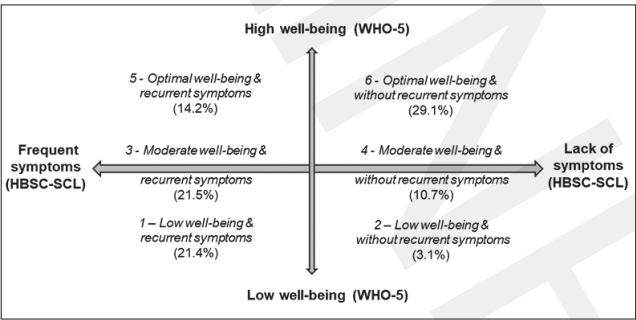 High well-being (WHO-5)
5 - Optimal well-being &
recurrent symptoms
(14.2%)
6 - Optimal well-being &
without recurrent symptoms
(29.1%)
Frequent
symptoms
(HBSC-SCL)
3 - Moderate well-being &
recurrent symptoms
(21.5%)
4 - Moderate well-being &
without recurrent symptoms
(10.7%)
Lack of
symptoms
(HBSC-SCL)
1 – Low well-being &
recurrent symptoms
(21.4%)
2 – Low well-being &
without recurrent symptoms
(3.1%)
Low well-being (WHO-5)